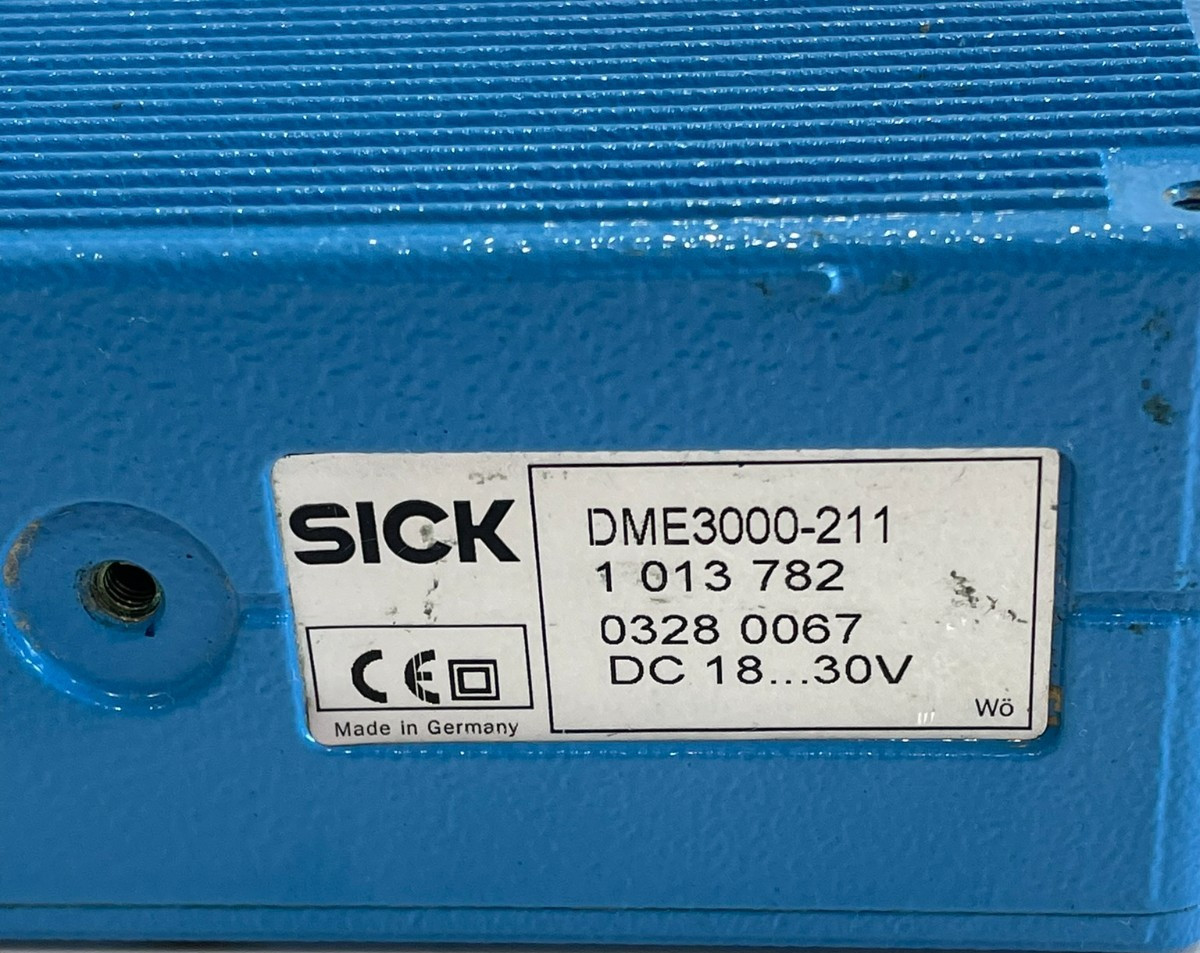 SICK
CE
Made in Germany
DME3000-211
1 013 782
0328 0067
DC 18...30V
Wö